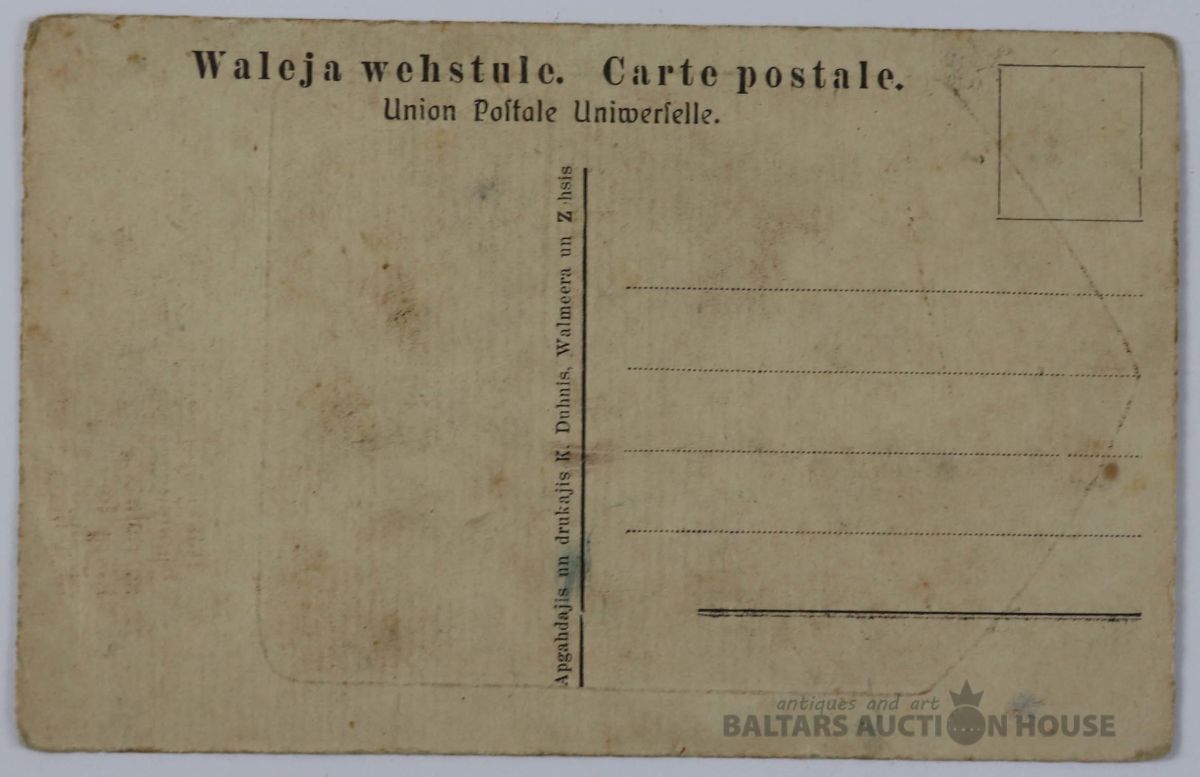 Waleja wehstule. Carte postale.
Union Poſtale Uniwerſelle.
Apgahdajis un drukajis K. Duhnis, Walmeera un Z hsis
antiques and art
BALTARS AUCTION HOUSE